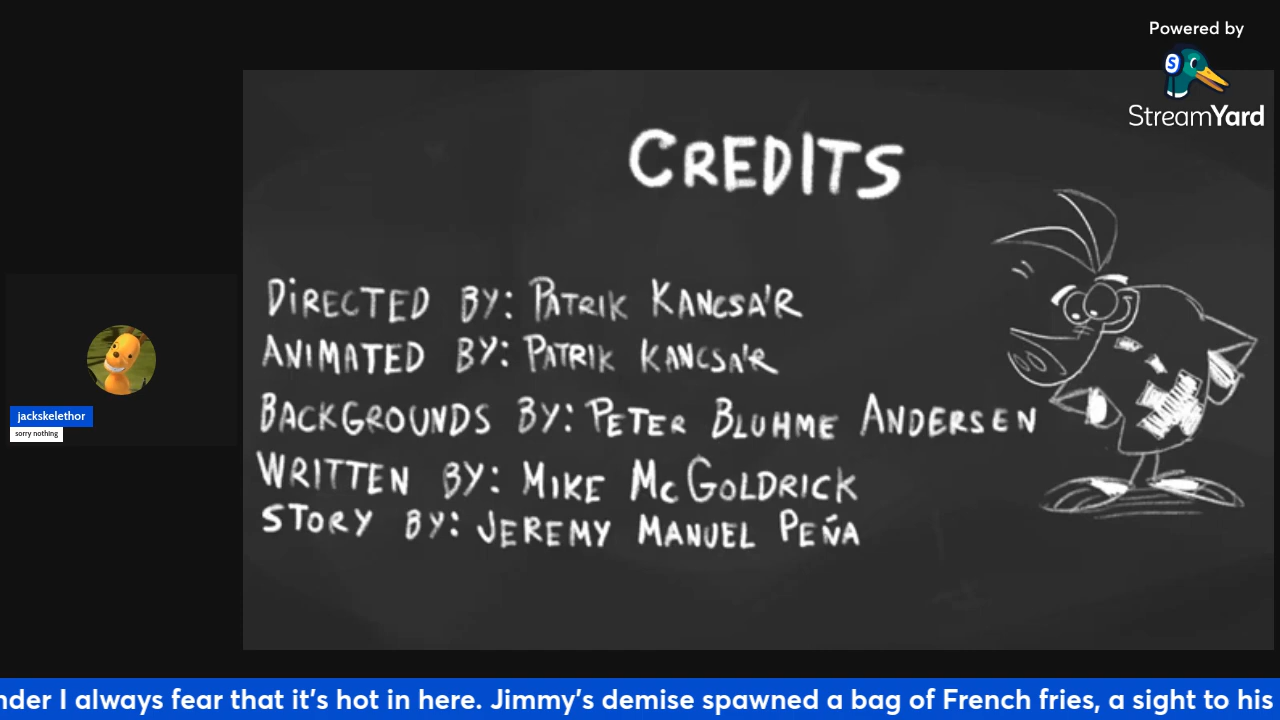 Powered by
StreamYard
CREDITS
DIRECTED BY: PATRIK KANCSA'R
ANIMATED BY: PATRIK KANCSA'R
BACKGROUNDS BY: PETER BLUHME ANDERSEN
WRITTEN BY: MIKE McGOLDRICK
STORY BY: JEREMY MANUEL PEÑA
jackskelethor
sorry nothing
nder I always fear that it's hot in here. Jimmy's demise spawned a bag of French fries, a sight to his